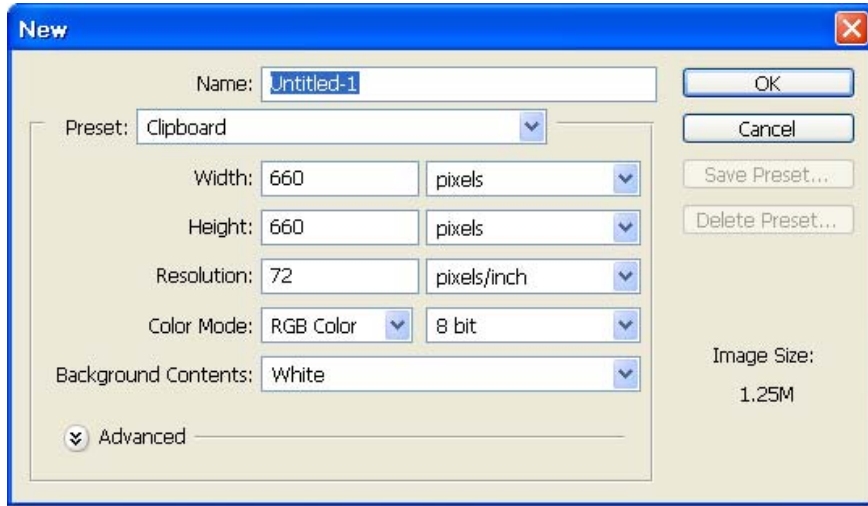 New
Name: Untitled-1
OK
Preset: Clipboard
Cancel
Width: 660 pixels
Save Preset...
Height: 660 pixels
Delete Preset...
Resolution: 72 pixels/inch
Color Mode: RGB Color 8 bit
Background Contents: White
Image Size:
1.25M
Advanced